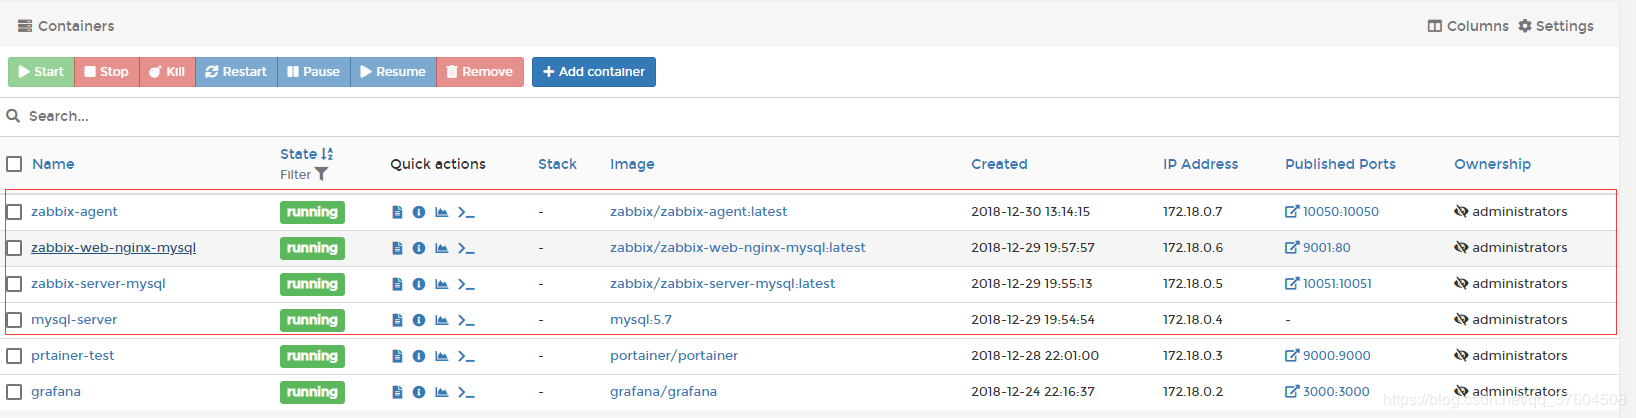 Containers Columns Settings
Start Stop Kill Restart Pause Resume Remove Add container
Search...
Name State Filter Quick actions Stack Image Created IP Address Published Ports Ownership
zabbix-agent running - zabbix/zabbix-agent:latest 2018-12-30 13:14:15 172.18.0.7 10050:10050 administrators
zabbix-web-nginx-mysql running - zabbix/zabbix-web-nginx-mysql:latest 2018-12-29 19:57:57 172.18.0.6 9001:80 administrators
zabbix-server-mysql running - zabbix/zabbix-server-mysql:latest 2018-12-29 19:55:13 172.18.0.5 10051:10051 administrators
mysql-server running - mysql:5.7 2018-12-29 19:54:54 172.18.0.4 - administrators
prtainer-test running - portainer/portainer 2018-12-28 22:01:00 172.18.0.3 9000:9000 administrators
grafana running - grafana/grafana 2018-12-24 22:16:37 172.18.0.2 3000:3000 administrators